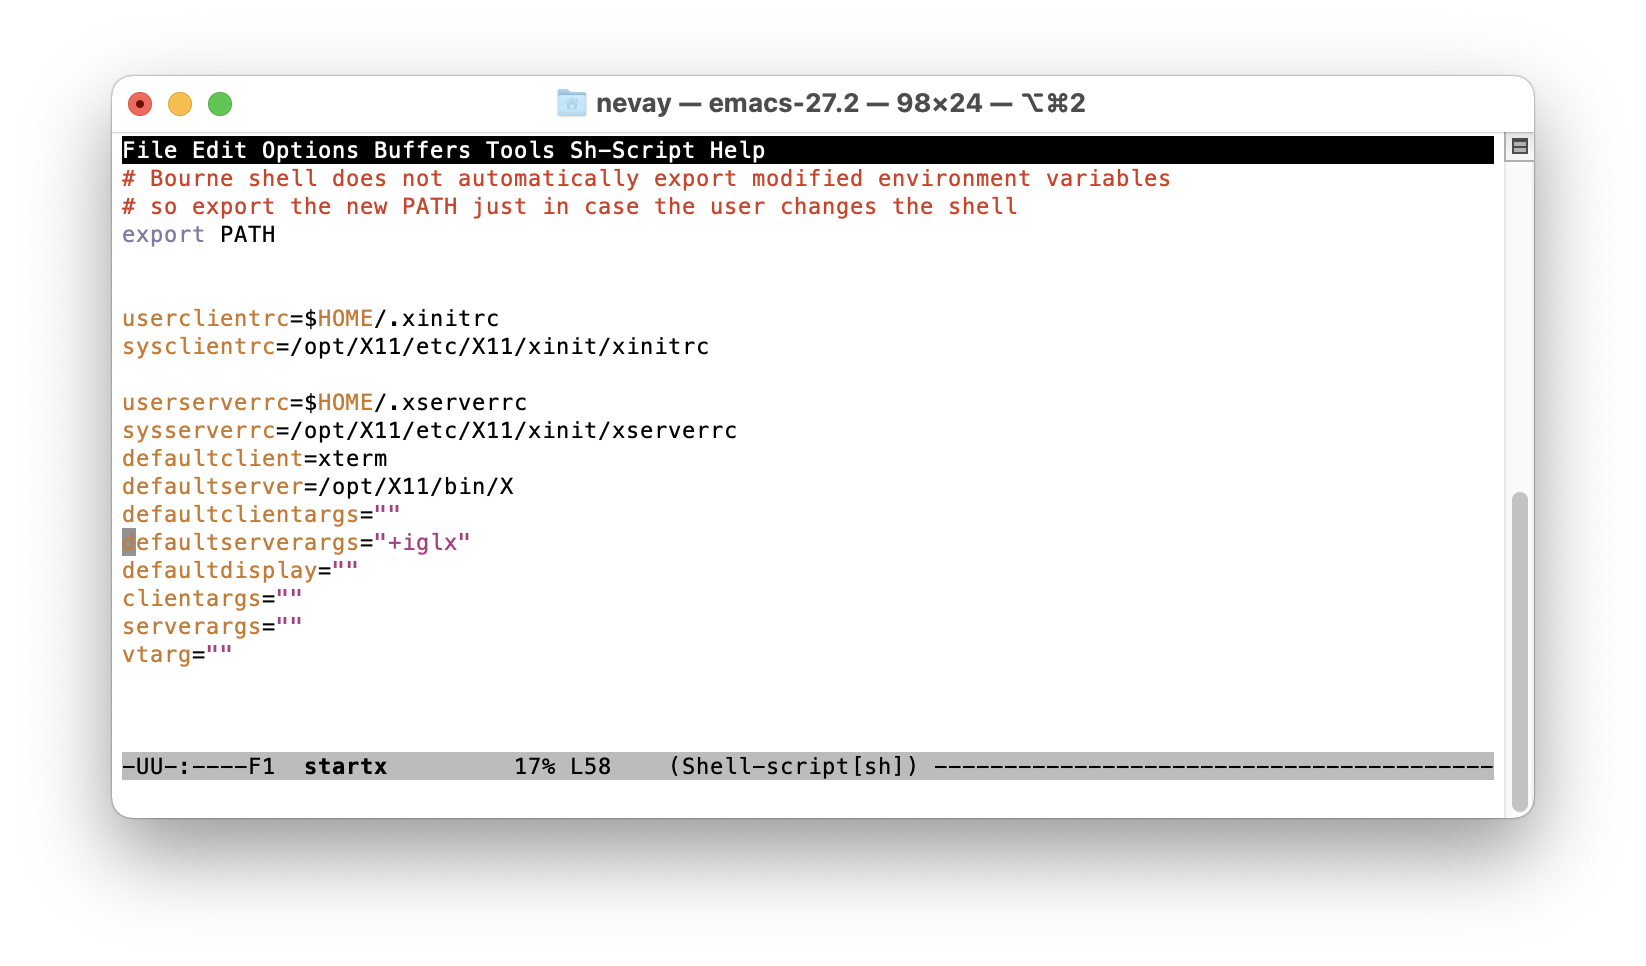 nevay — emacs-27.2 — 98×24 — ⌥⌘2
File Edit Options Buffers Tools Sh-Script Help
# Bourne shell does not automatically export modified environment variables
# so export the new PATH just in case the user changes the shell
export PATH
userclientrc=$HOME/.xinitrc
sysclientrc=/opt/X11/etc/X11/xinit/xinitrc
userserverrc=$HOME/.xserverrc
sysserverrc=/opt/X11/etc/X11/xinit/xserverrc
defaultclient=xterm
defaultserver=/opt/X11/bin/X
defaultclientargs=""
defaultserverargs="+iglx"
defaultdisplay=""
clientargs=""
serverargs=""
vtarg=""
-UU-:----F1  startx         17% L58    (Shell-script[sh]) ----------------------------------------